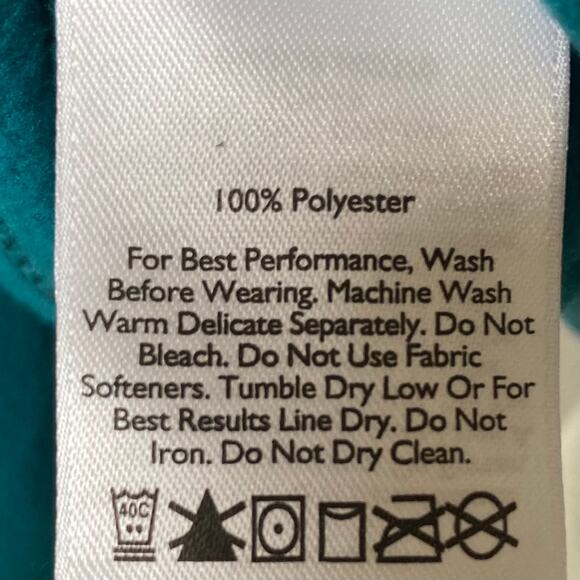 100% Polyester
For Best Performance, Wash
Before Wearing. Machine Wash
Warm Delicate Separately. Do Not
Bleach. Do Not Use Fabric
Softeners. Tumble Dry Low Or For
Best Results Line Dry. Do Not
Iron. Do Not Dry Clean.
40C